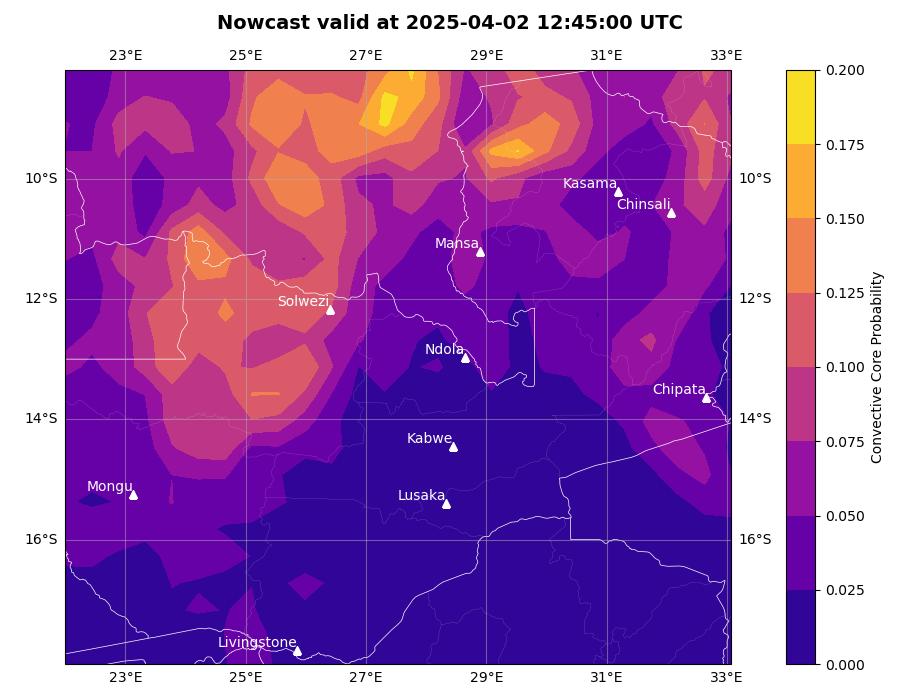 Nowcast valid at 2025-04-02 12:45:00 UTC
23°E 25°E 27°E 29°E 31°E 33°E
0.200
0.175
10°S Kasama 10°S
Chinsali
0.150
Mansa
12°S Solwezi 12°S
0.125
Ndola
0.100
Chipata
14°S 14°S
Kabwe
0.075
Mongu
Lusaka
0.050
16°S 16°S
0.025
Livingstone
0.000
23°E 25°E 27°E 29°E 31°E 33°E
Convective Core Probability